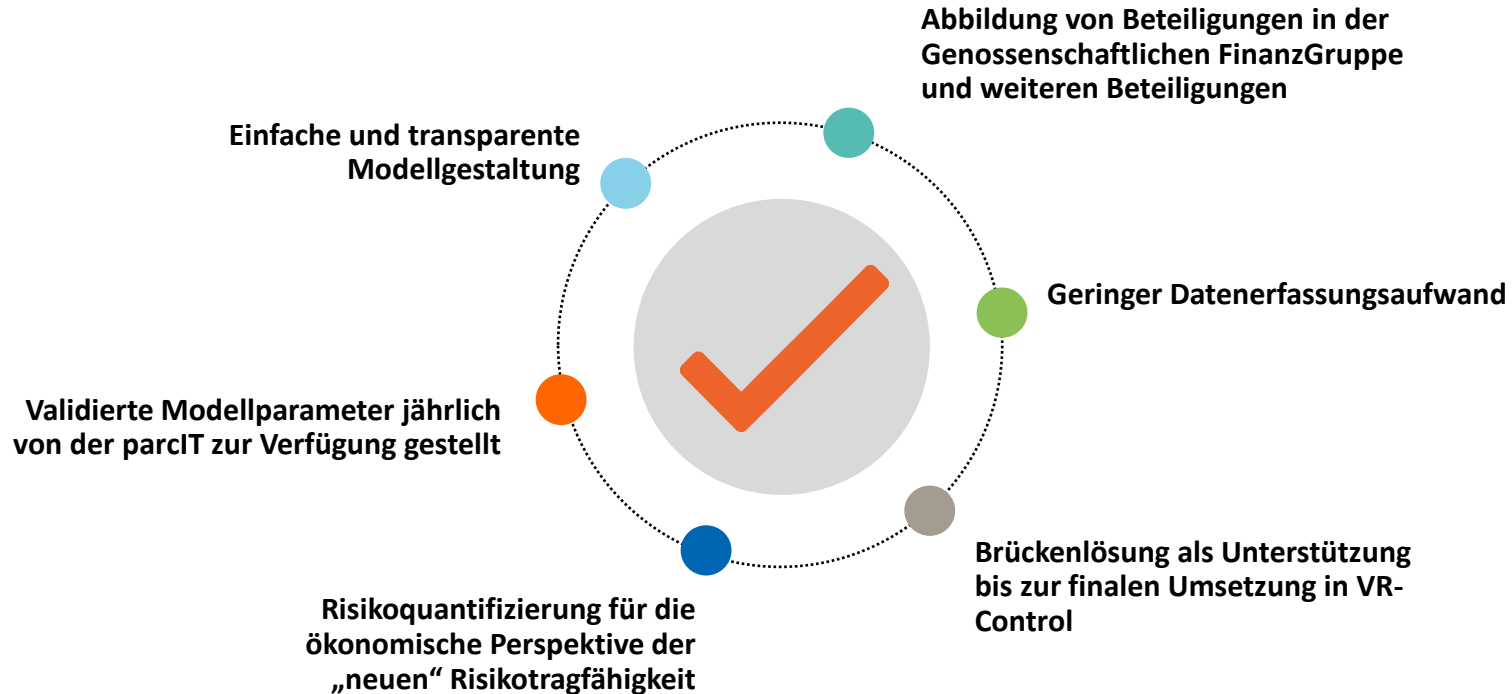 Abbildung von Beteiligungen in der
Genossenschaftlichen FinanzGruppe
und weiteren Beteiligungen
Einfache und transparente
Modellgestaltung
Geringer Datenerfassungsaufwand
Validierte Modellparameter jährlich
von der parcIT zur Verfügung gestellt
Brückenlösung als Unterstützung
bis zur finalen Umsetzung in VR-
Control
Risikoquantifizierung für die
ökonomische Perspektive der
„neuen“ Risikotragfähigkeit